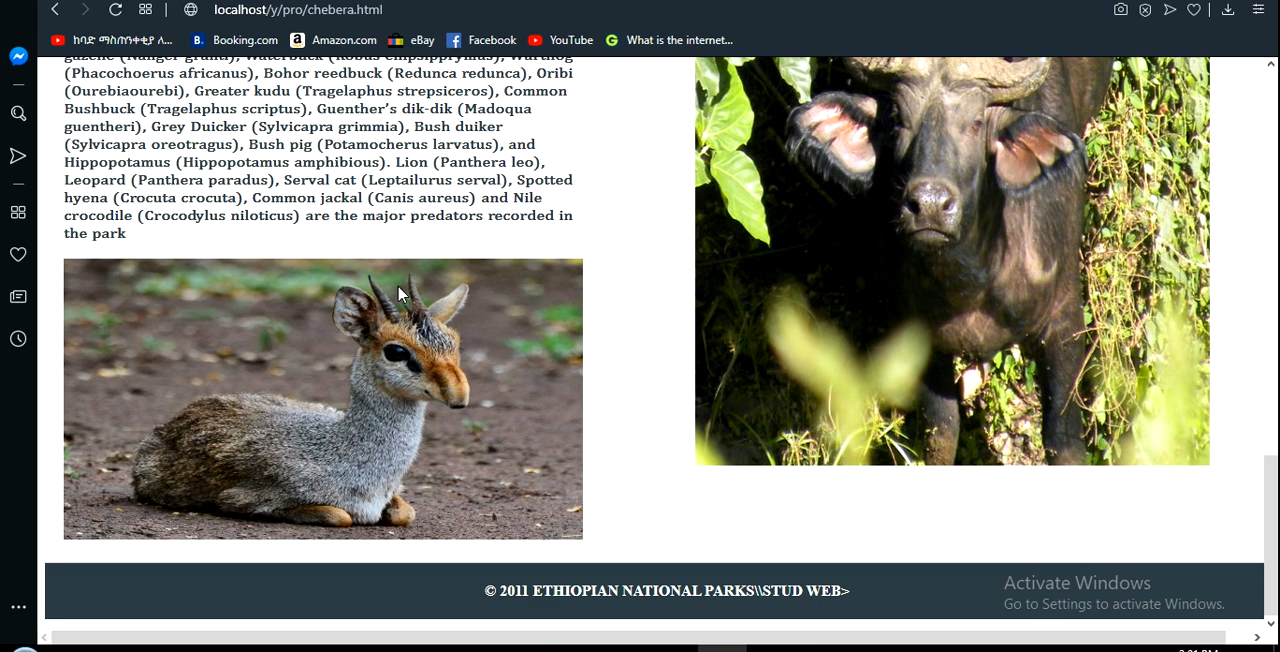 localhost/y/pro/chebera.html
ከባድ ማስጠንቀቂያ ለ...
Booking.com
Amazon.com
eBay
Facebook
YouTube
What is the internet...
(Phacochoerus africanus), Bohor reedbuck (Redunca redunca), Oribi
(Ourebiaourebi), Greater kudu (Tragelaphus strepsiceros), Common
Bushbuck (Tragelaphus scriptus), Guenther’s dik-dik (Madoqua
guentheri), Grey Duicker (Sylvicapra grimmia), Bush duiker
(Sylvicapra oreotragus), Bush pig (Potamocherus larvatus), and
Hippopotamus (Hippopotamus amphibious). Lion (Panthera leo),
Leopard (Panthera paradus), Serval cat (Leptailurus serval), Spotted
hyena (Crocuta crocuta), Common jackal (Canis aureus) and Nile
crocodile (Crocodylus niloticus) are the major predators recorded in
the park
© 2011 ETHIOPIAN NATIONAL PARKS\\STUD WEB>
Activate Windows
Go to Settings to activate Windows.